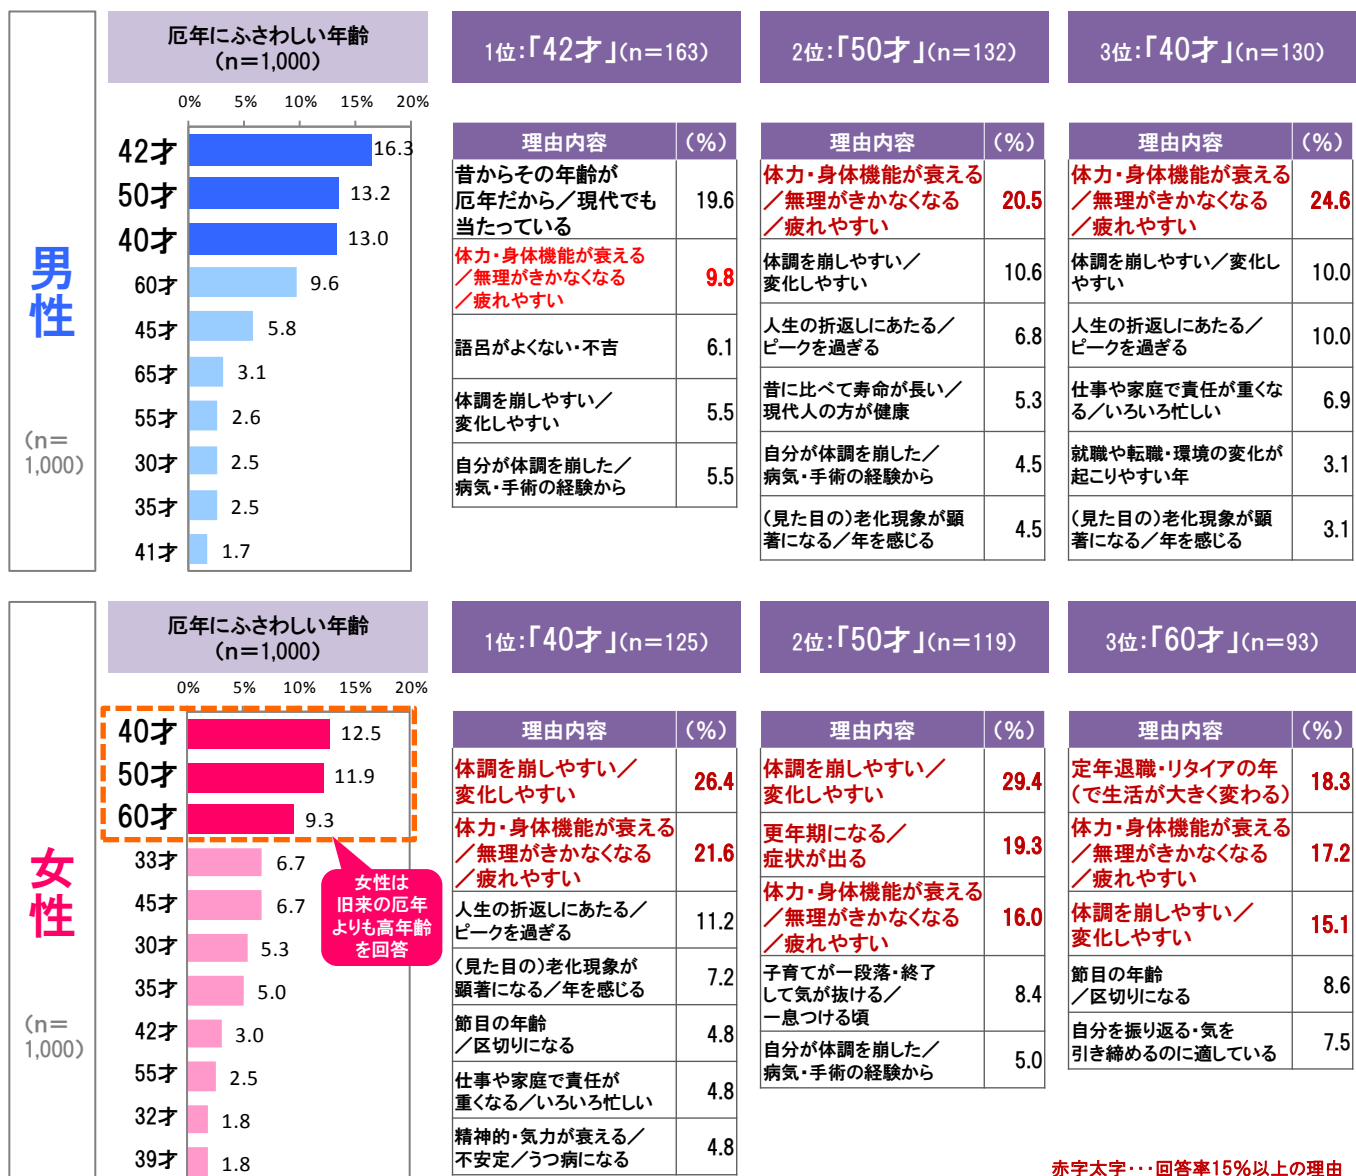 厄年にふさわしい年齢
(n=1,000)
0% 5% 10% 15% 20%
男性
(n=
1,000)
42才 16.3
50才 13.2
40才 13.0
60才 9.6
45才 5.8
65才 3.1
55才 2.6
30才 2.5
35才 2.5
41才 1.7
1位:「42才」(n=163)
理由内容 (%)
昔からその年齢が
厄年だから/現代でも
当たっている
19.6
体力・身体機能が衰える
/無理がきかなくなる
/疲れやすい
9.8
語呂がよくない・不吉 6.1
体調を崩しやすい/
変化しやすい
5.5
自分が体調を崩した/
病気・手術の経験から
5.5
2位:「50才」(n=132)
理由内容 (%)
体力・身体機能が衰える
/無理がきかなくなる
/疲れやすい
20.5
体調を崩しやすい/
変化しやすい
10.6
人生の折返しにあたる/
ピークを過ぎる
6.8
昔に比べて寿命が長い/
現代人の方が健康
5.3
自分が体調を崩した/
病気・手術の経験から
4.5
(見た目の)老化現象が顕
著になる/年を感じる
4.5
3位:「40才」(n=130)
理由内容 (%)
体力・身体機能が衰える
/無理がきかなくなる
/疲れやすい
24.6
体調を崩しやすい/変化し
やすい
10.0
人生の折返しにあたる/
ピークを過ぎる
10.0
仕事や家庭で責任が重くな
る/いろいろ忙しい
6.9
就職や転職・環境の変化が
起こりやすい年
3.1
(見た目の)老化現象が顕
著になる/年を感じる
3.1
厄年にふさわしい年齢
(n=1,000)
0% 5% 10% 15% 20%
女性
(n=
1,000)
40才 12.5
50才 11.9
60才 9.3
33才 6.7
45才 6.7
30才 5.3
35才 5.0
42才 3.0
55才 2.5
32才 1.8
39才 1.8
女性は
旧来の厄年
よりも高年齢
を回答
1位:「40才」(n=125)
理由内容 (%)
体調を崩しやすい/
変化しやすい
26.4
体力・身体機能が衰える
/無理がきかなくなる
/疲れやすい
21.6
人生の折返しにあたる/
ピークを過ぎる
11.2
(見た目の)老化現象が
顕著になる/年を感じる
7.2
節目の年齢
/区切りになる
4.8
仕事や家庭で責任が
重くなる/いろいろ忙しい
4.8
精神的・気力が衰える/
不安定/うつ病になる
4.8
2位:「50才」(n=119)
理由内容 (%)
体調を崩しやすい/
変化しやすい
29.4
更年期になる/
症状が出る
19.3
体力・身体機能が衰える
/無理がきかなくなる
/疲れやすい
16.0
子育てが一段落・終了
して気が抜ける/
一息つける頃
8.4
自分が体調を崩した/
病気・手術の経験から
5.0
3位:「60才」(n=93)
理由内容 (%)
定年退職・リタイアの年
(で生活が大きく変わる)
18.3
体力・身体機能が衰える
/無理がきかなくなる
/疲れやすい
17.2
体調を崩しやすい/
変化しやすい
15.1
節目の年齢
/区切りになる
8.6
自分を振り返る・気を
引き締めるのに適している
7.5
赤字太字・・・回答率15%以上の理由